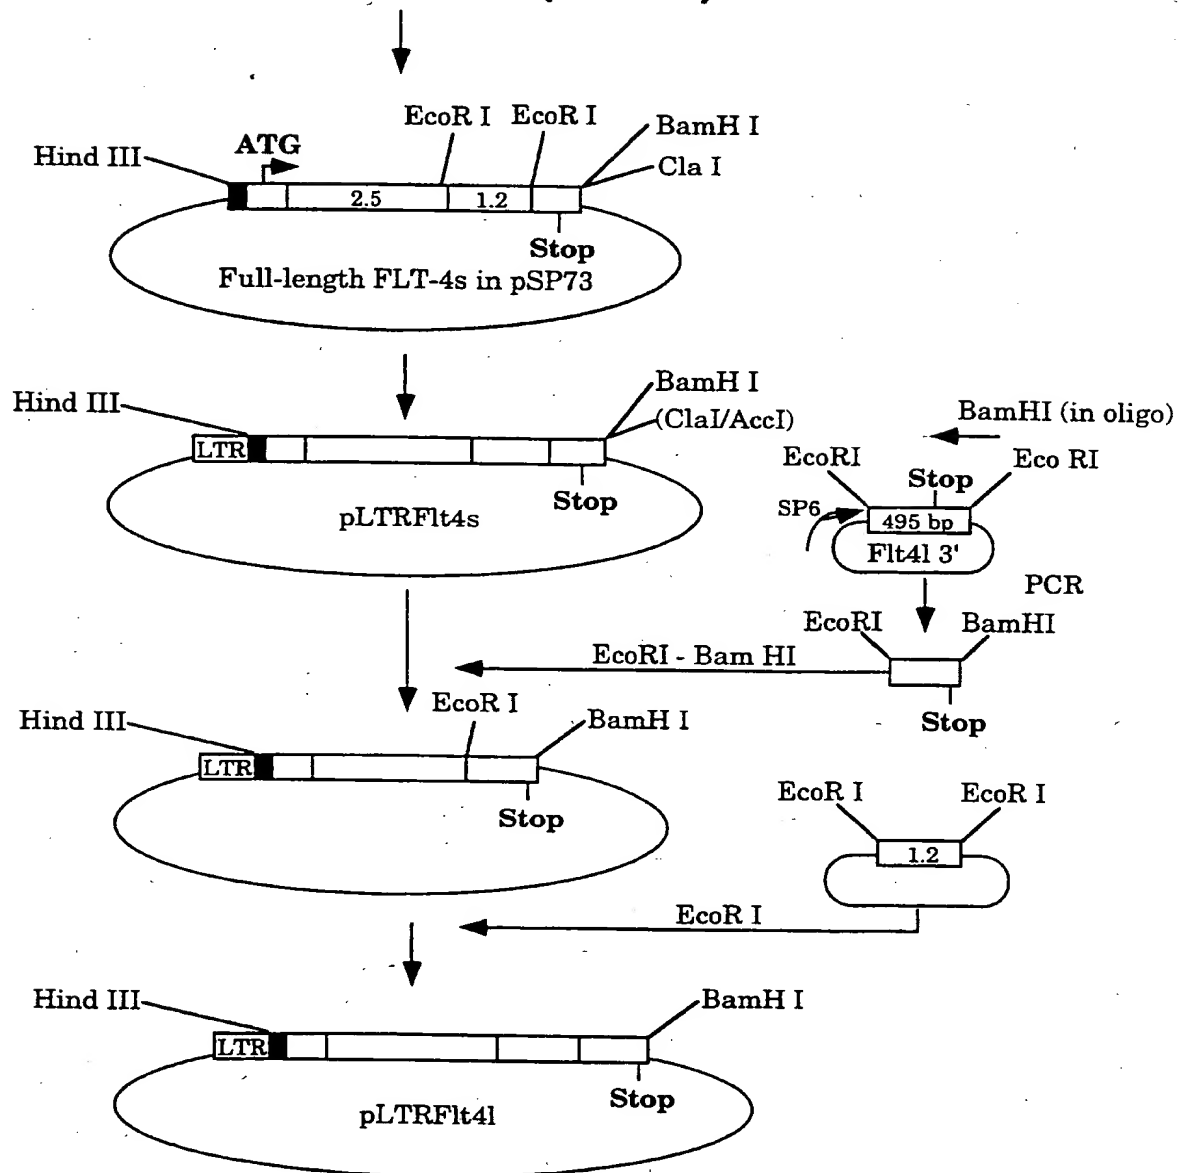 EcoR I EcoR I
BamH I
ATG
Hind III
Cla I
2.5 1.2
Stop
Full-length FLT-4s in pSP73
BamH I
Hind III
(ClaI/AccI)
LTR
Stop
pLTRFlt4s
BamHI (in oligo)
EcoRI
Eco RI
Stop
SP6
495 bp
Flt4l 3'
PCR
EcoRI BamHI
EcoRI - Bam HI
Stop
EcoR I
Hind III
BamH I
LTR
Stop
EcoR I EcoR I
1.2
EcoR I
Hind III
BamH I
LTR
Stop
pLTRFlt4l